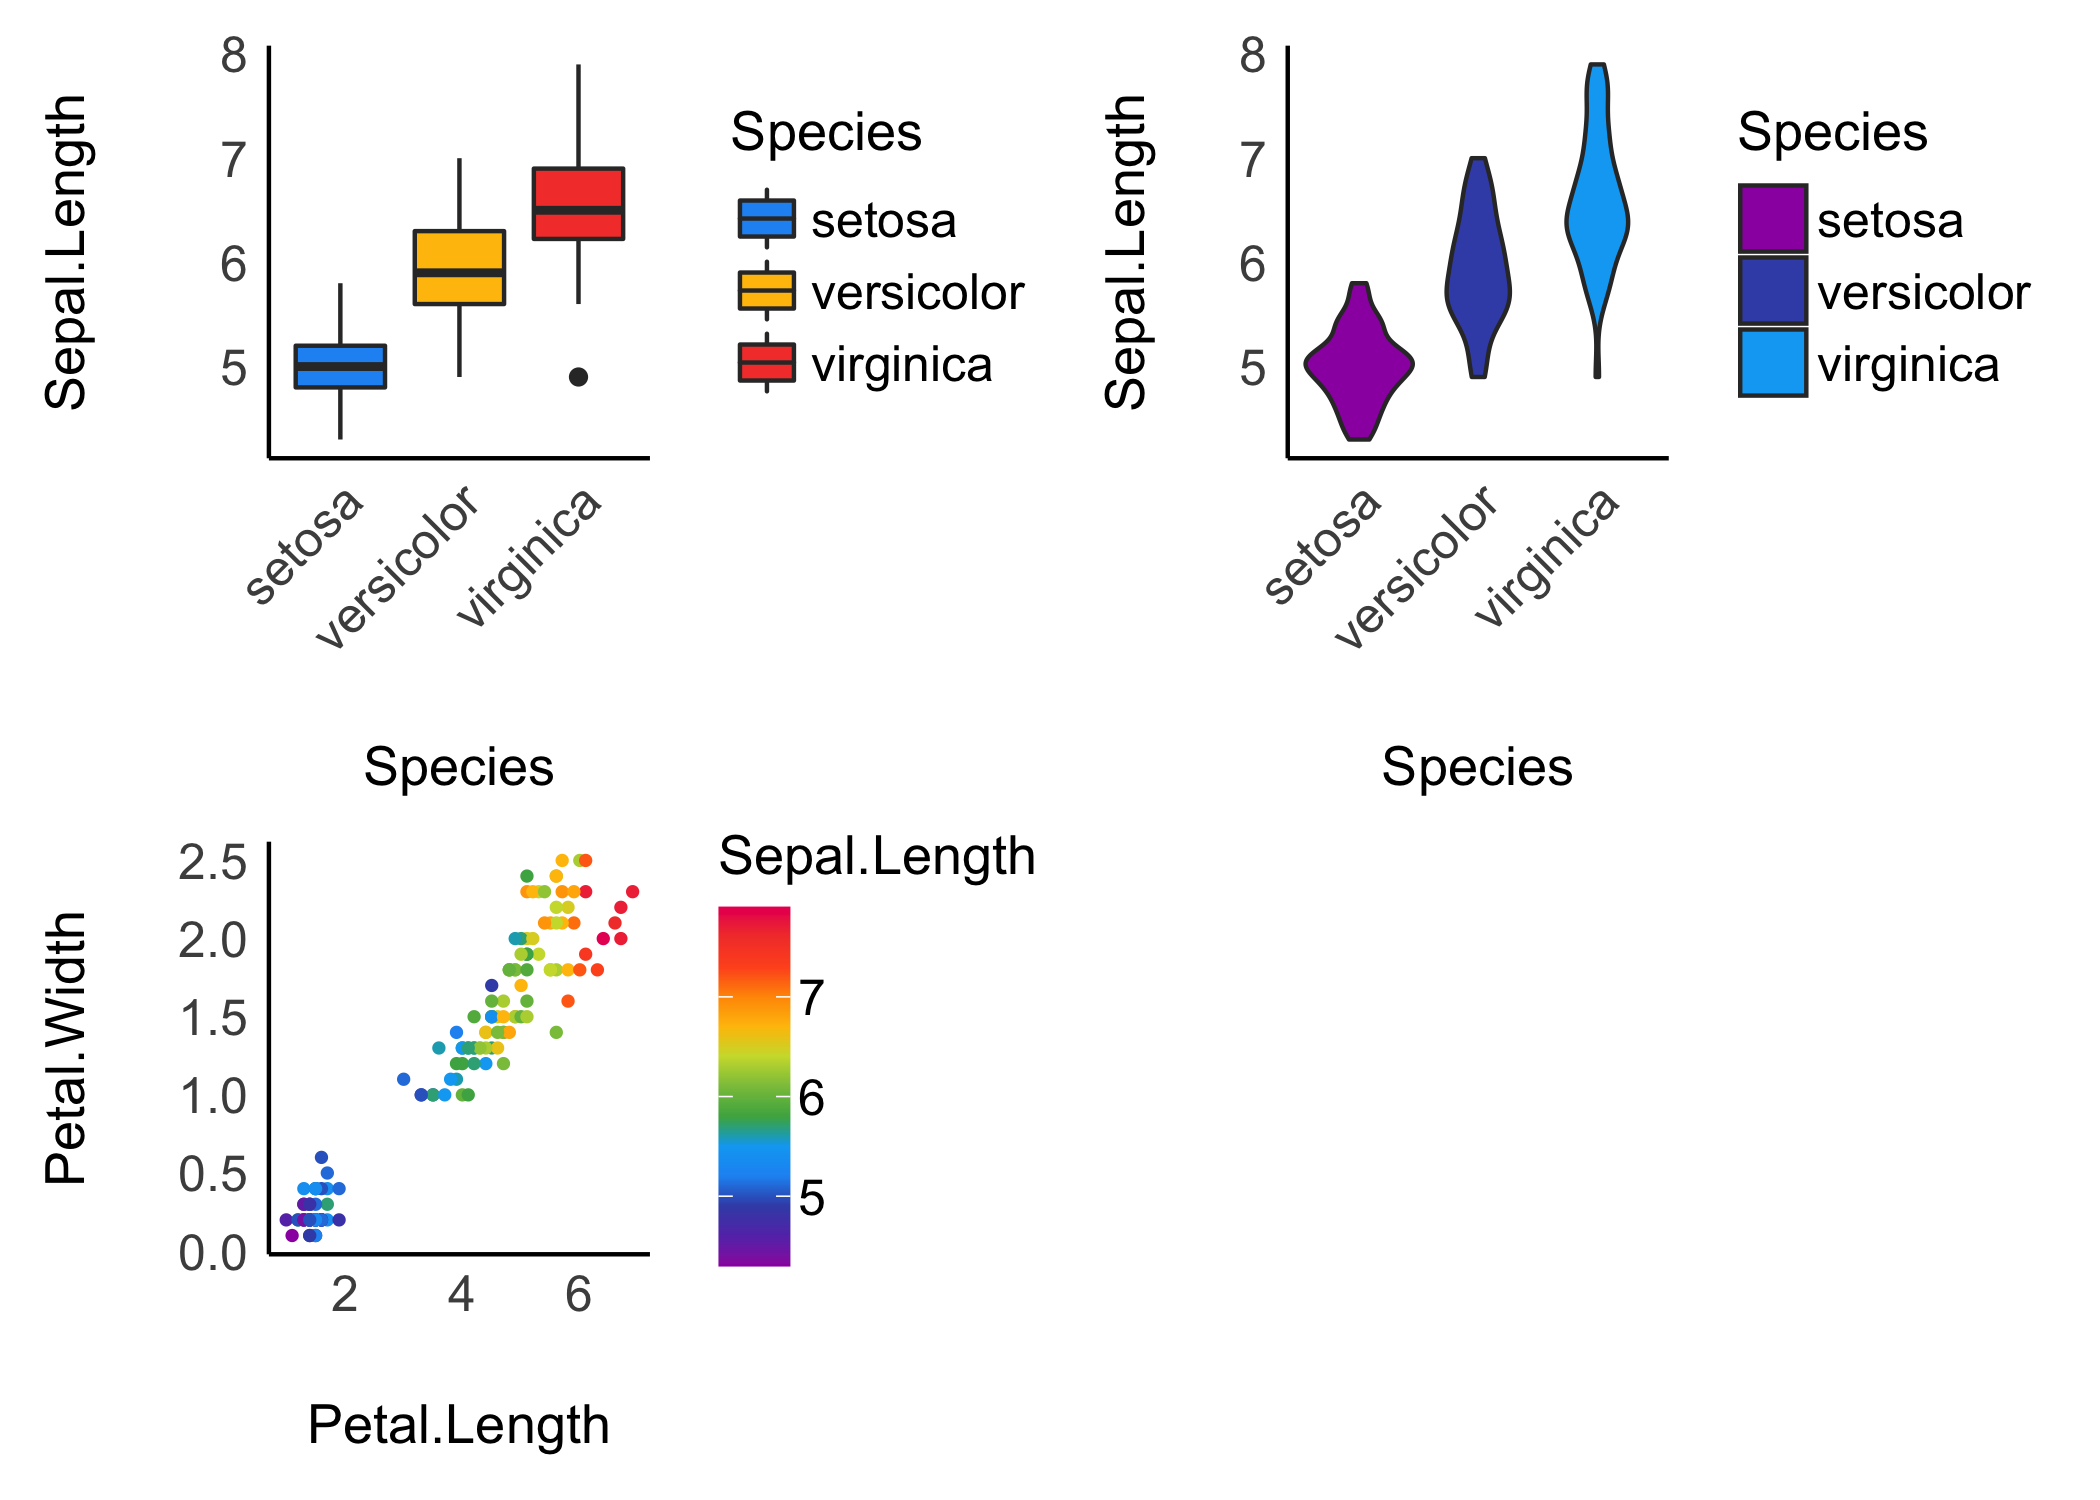 Sepal.Length
8
7
6
5
setosa
versicolor
virginica
Species
Species
setosa
versicolor
virginica
Sepal.Length
8
7
6
5
setosa
versicolor
virginica
Species
Species
setosa
versicolor
virginica
Petal.Width
2.5
2.0
1.5
1.0
0.5
0.0
2 4 6
Petal.Length
Sepal.Length
7
6
5